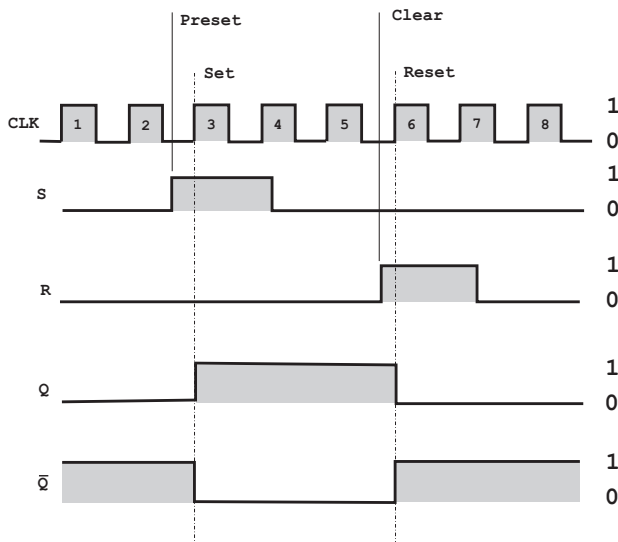 Preset
Clear
Set
Reset
CLK 1 2 3 4 5 6 7 8 1
0
S 1
0
R 1
0
Q 1
0
Q̅ 1
0